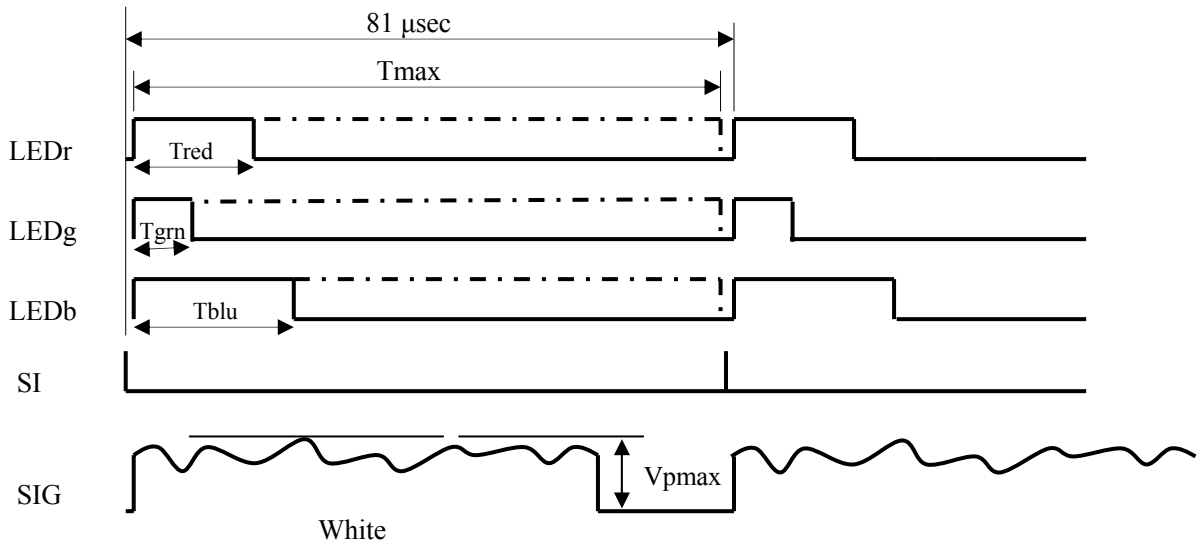 81 μsec
Tmax
LEDr
Tred
LEDg
Tgrn
LEDb
Tblu
SI
SIG
Vpmax
White